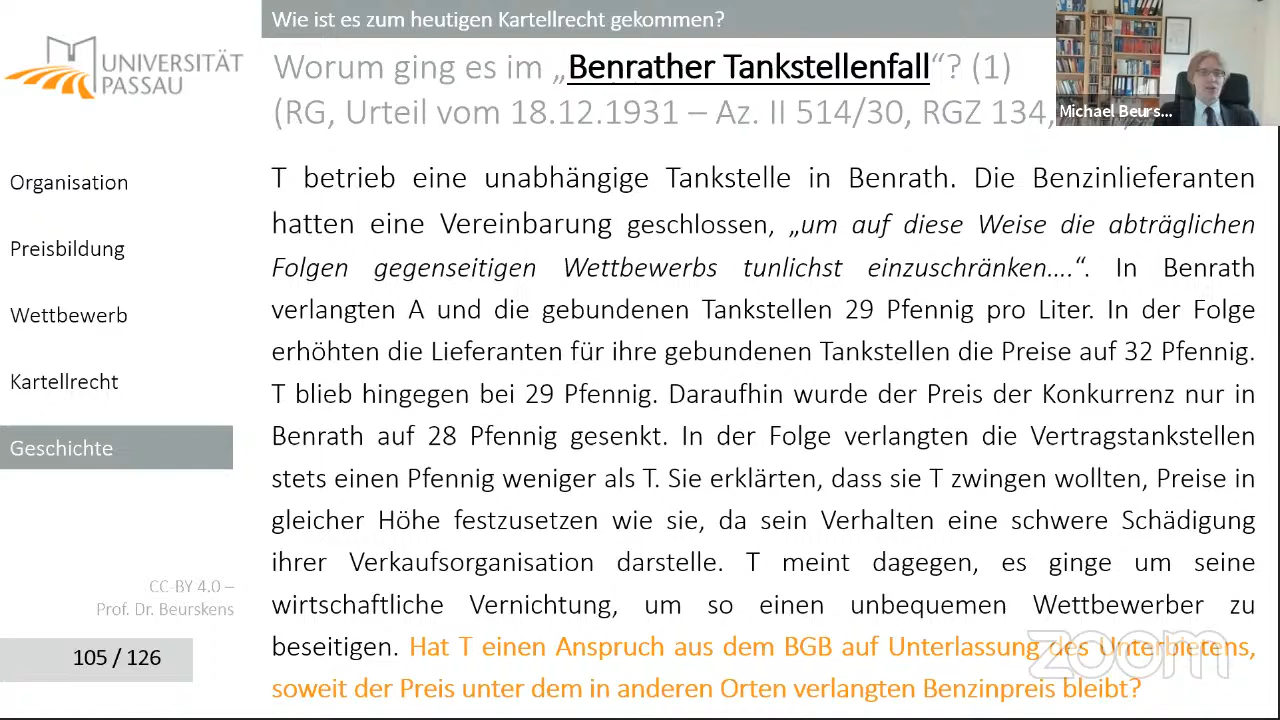 Wie ist es zum heutigen Kartellrecht gekommen?
UNIVERSITÄT
PASSAU
Worum ging es im „Benrather Tankstellenfall“? (1)
(RG, Urteil vom 18.12.1931 – Az. II 514/30, RGZ 134,
Michael Beurs...
Organisation
Preisbildung
Wettbewerb
Kartellrecht
Geschichte
CC-BY 4.0 –
Prof. Dr. Beurskens
105 / 126
T betrieb eine unabhängige Tankstelle in Benrath. Die Benzinlieferanten
hatten eine Vereinbarung geschlossen, „um auf diese Weise die abträglichen
Folgen gegenseitigen Wettbewerbs tunlichst einzuschränken....“. In Benrath
verlangten A und die gebundenen Tankstellen 29 Pfennig pro Liter. In der Folge
erhöhten die Lieferanten für ihre gebundenen Tankstellen die Preise auf 32 Pfennig.
T blieb hingegen bei 29 Pfennig. Daraufhin wurde der Preis der Konkurrenz nur in
Benrath auf 28 Pfennig gesenkt. In der Folge verlangten die Vertragstankstellen
stets einen Pfennig weniger als T. Sie erklärten, dass sie T zwingen wollten, Preise in
gleicher Höhe festzusetzen wie sie, da sein Verhalten eine schwere Schädigung
ihrer Verkaufsorganisation darstelle. T meint dagegen, es ginge um seine
wirtschaftliche Vernichtung, um so einen unbequemen Wettbewerber zu
beseitigen. Hat T einen Anspruch aus dem BGB auf Unterlassung des Unterbietens,
soweit der Preis unter dem in anderen Orten verlangten Benzinpreis bleibt?
zoom